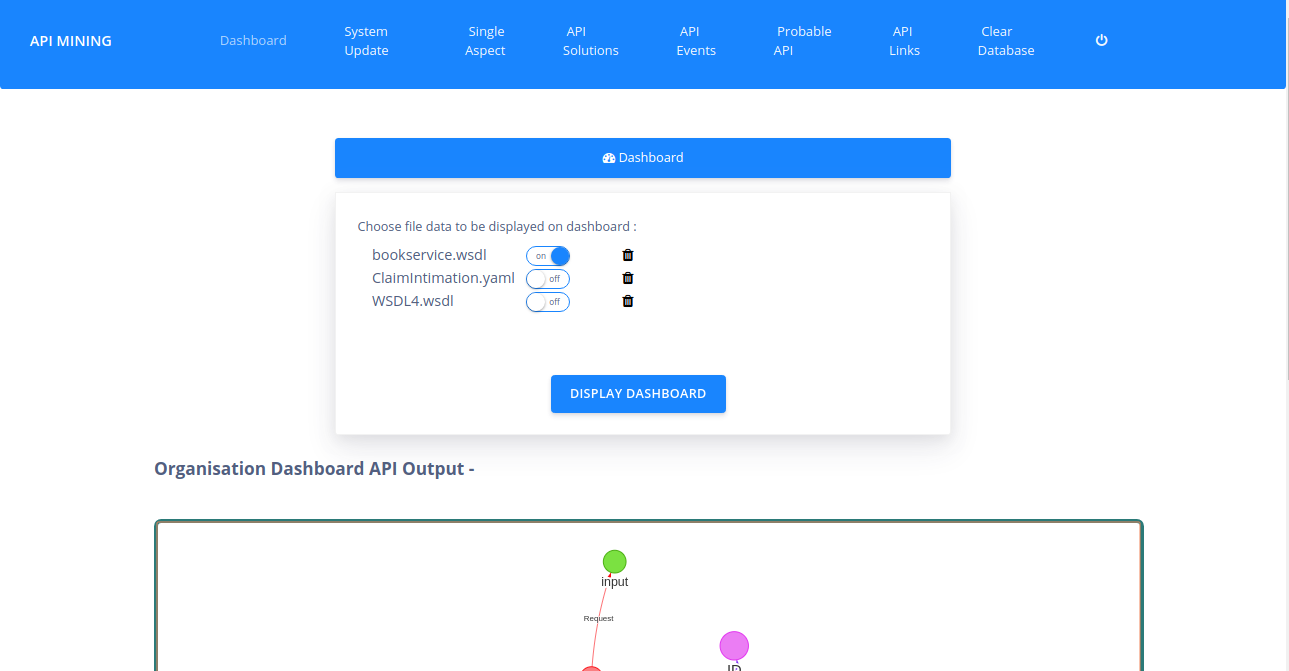 API MINING
Dashboard
System
Update
Single
Aspect
API
Solutions
API
Events
Probable
API
API
Links
Clear
Database
Dashboard
Choose file data to be displayed on dashboard :
bookservice.wsdl on
ClaimIntimation.yaml off
WSDL4.wsdl off
DISPLAY DASHBOARD
Organisation Dashboard API Output -
input
Request
ID